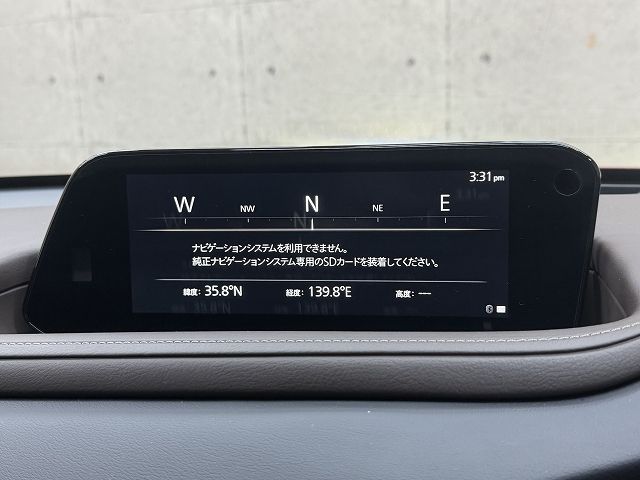 3:31 pm
W NW N NE E
ナビゲーションシステムを利用できません。
純正ナビゲーションシステム専用のSDカードを装着してください。
緯度: 35.8°N 経度: 139.8°E 高度: ---